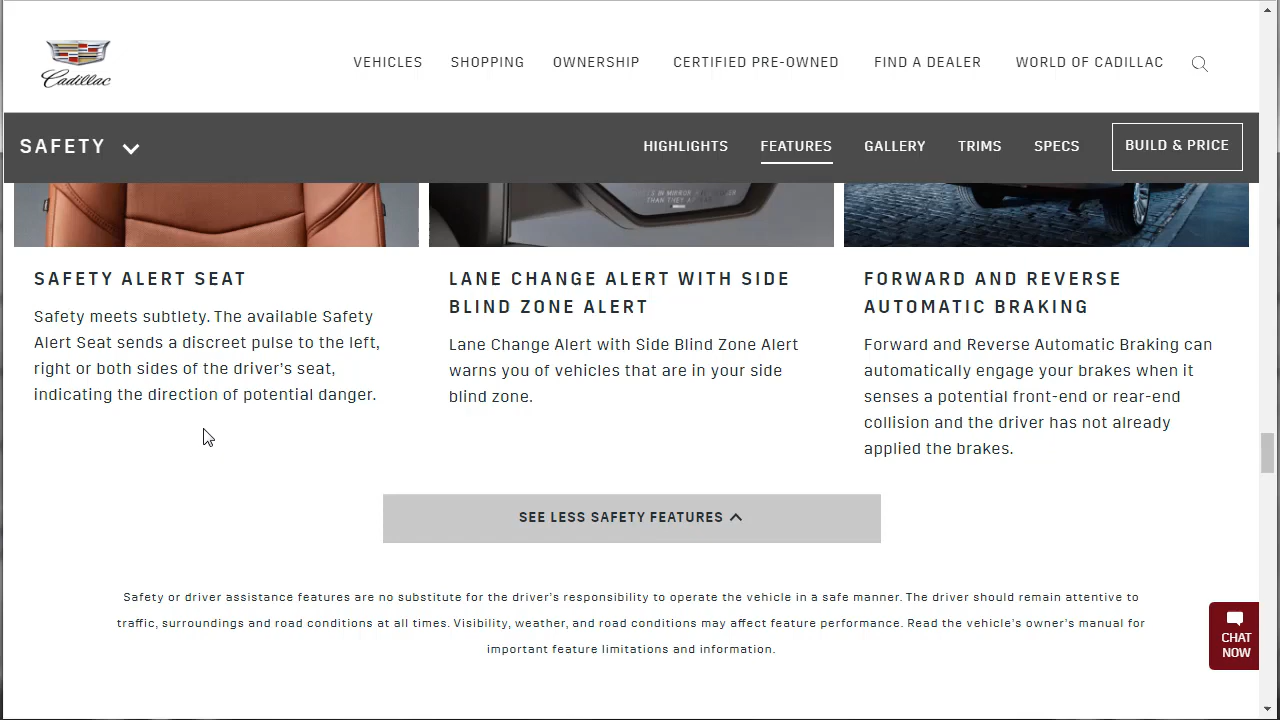 Cadillac
VEHICLES SHOPPING OWNERSHIP CERTIFIED PRE-OWNED FIND A DEALER WORLD OF CADILLAC
SAFETY HIGHLIGHTS FEATURES GALLERY TRIMS SPECS BUILD & PRICE
SAFETY ALERT SEAT
Safety meets subtlety. The available Safety
Alert Seat sends a discreet pulse to the left,
right or both sides of the driver's seat,
indicating the direction of potential danger.
LANE CHANGE ALERT WITH SIDE
BLIND ZONE ALERT
Lane Change Alert with Side Blind Zone Alert
warns you of vehicles that are in your side
blind zone.
FORWARD AND REVERSE
AUTOMATIC BRAKING
Forward and Reverse Automatic Braking can
automatically engage your brakes when it
senses a potential front-end or rear-end
collision and the driver has not already
applied the brakes.
SEE LESS SAFETY FEATURES
Safety or driver assistance features are no substitute for the driver's responsibility to operate the vehicle in a safe manner. The driver should remain attentive to
traffic, surroundings and road conditions at all times. Visibility, weather, and road conditions may affect feature performance. Read the vehicle's owner's manual for
important feature limitations and information.
CHAT
NOW